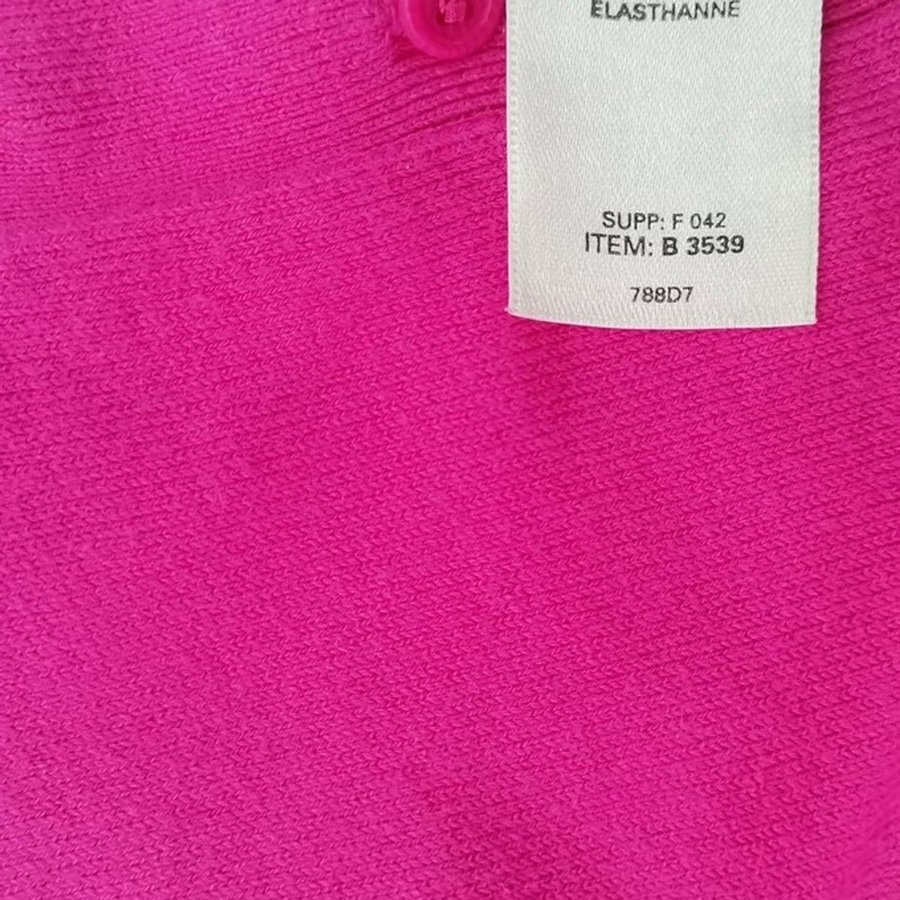 ELASTHANNE
SUPP: F 042
ITEM: B 3539
788D7